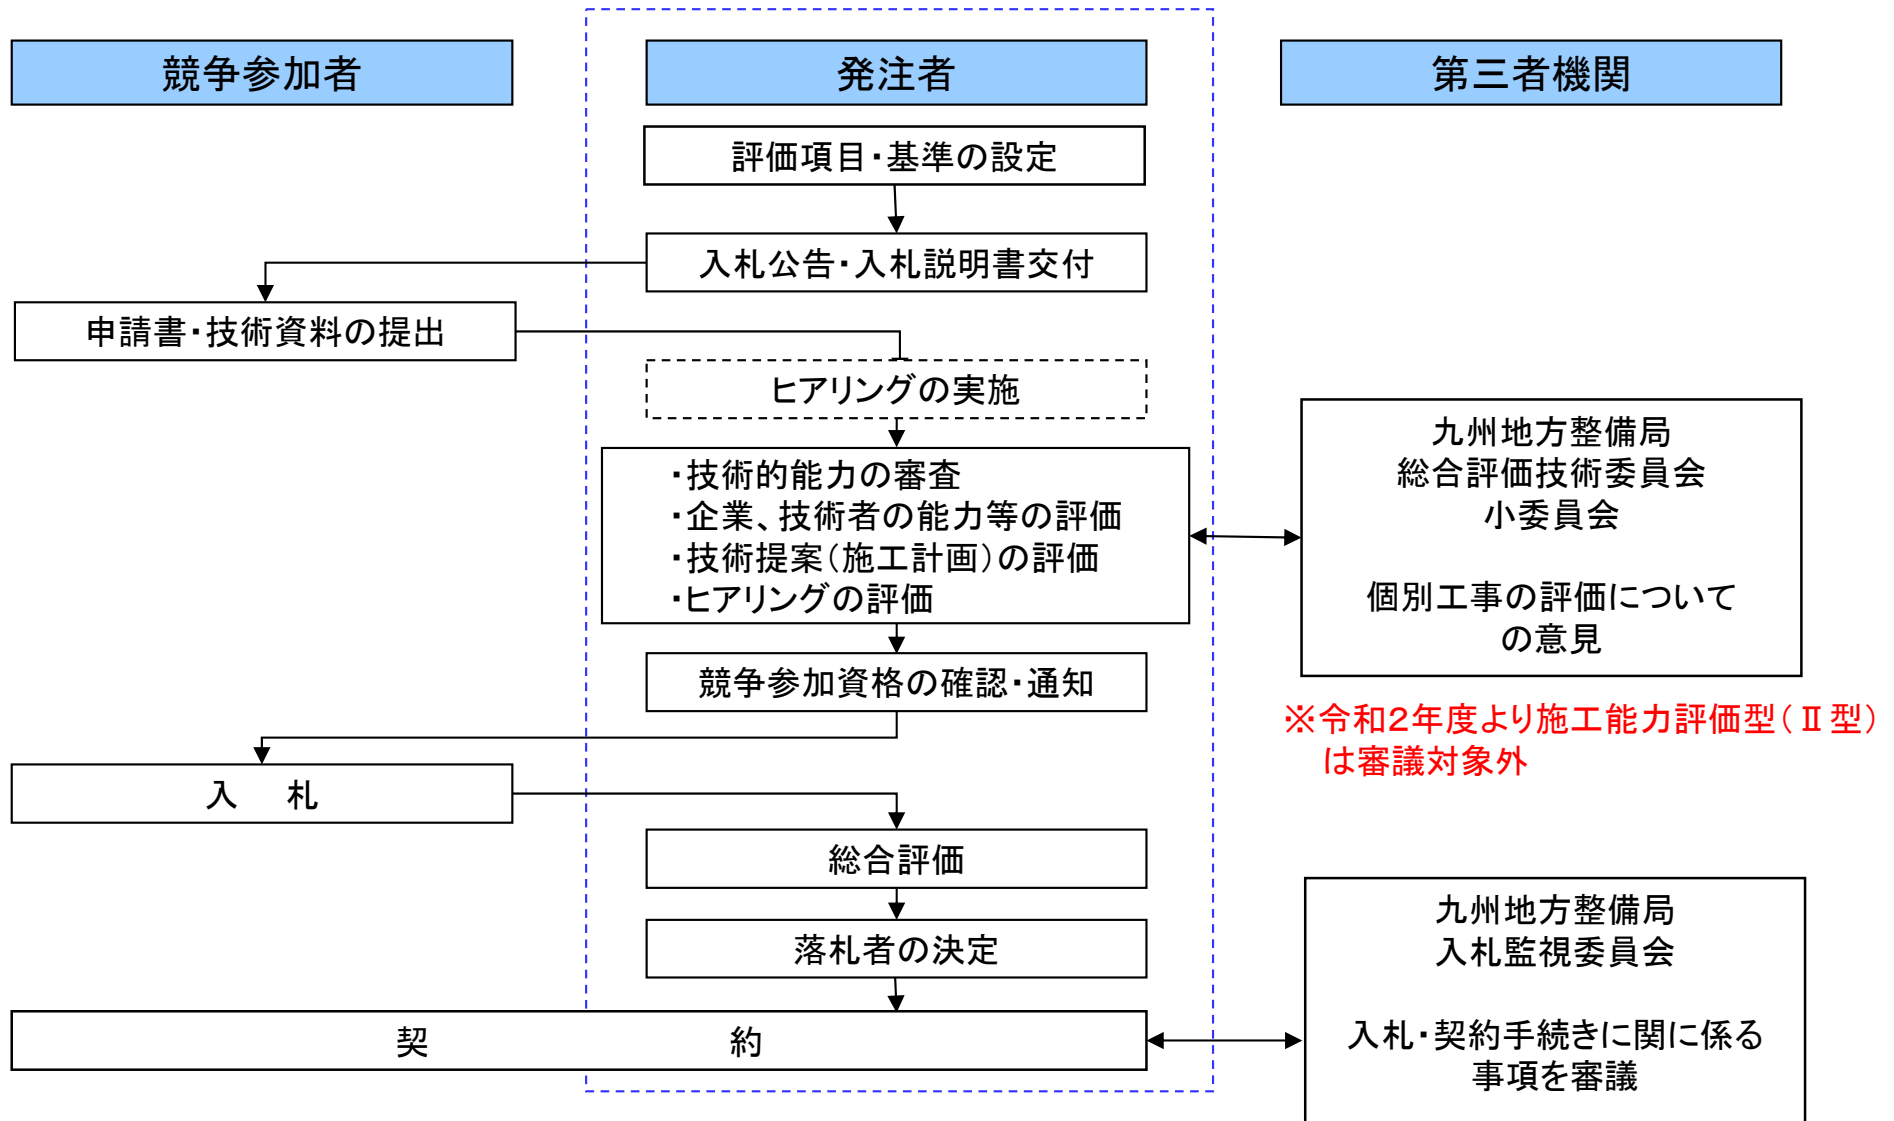 競争参加者
発注者
第三者機関
評価項目・基準の設定
入札公告・入札説明書交付
申請書・技術資料の提出
ヒアリングの実施
・技術的能力の審査
・企業、技術者の能力等の評価
・技術提案(施工計画)の評価
・ヒアリングの評価
九州地方整備局
総合評価技術委員会
小委員会
個別工事の評価について
の意見
競争参加資格の確認・通知
※令和2年度より施工能力評価型(Ⅱ型)
は審議対象外
入 札
総合評価
落札者の決定
契 約
九州地方整備局
入札監視委員会
入札・契約手続きに関に係る
事項を審議